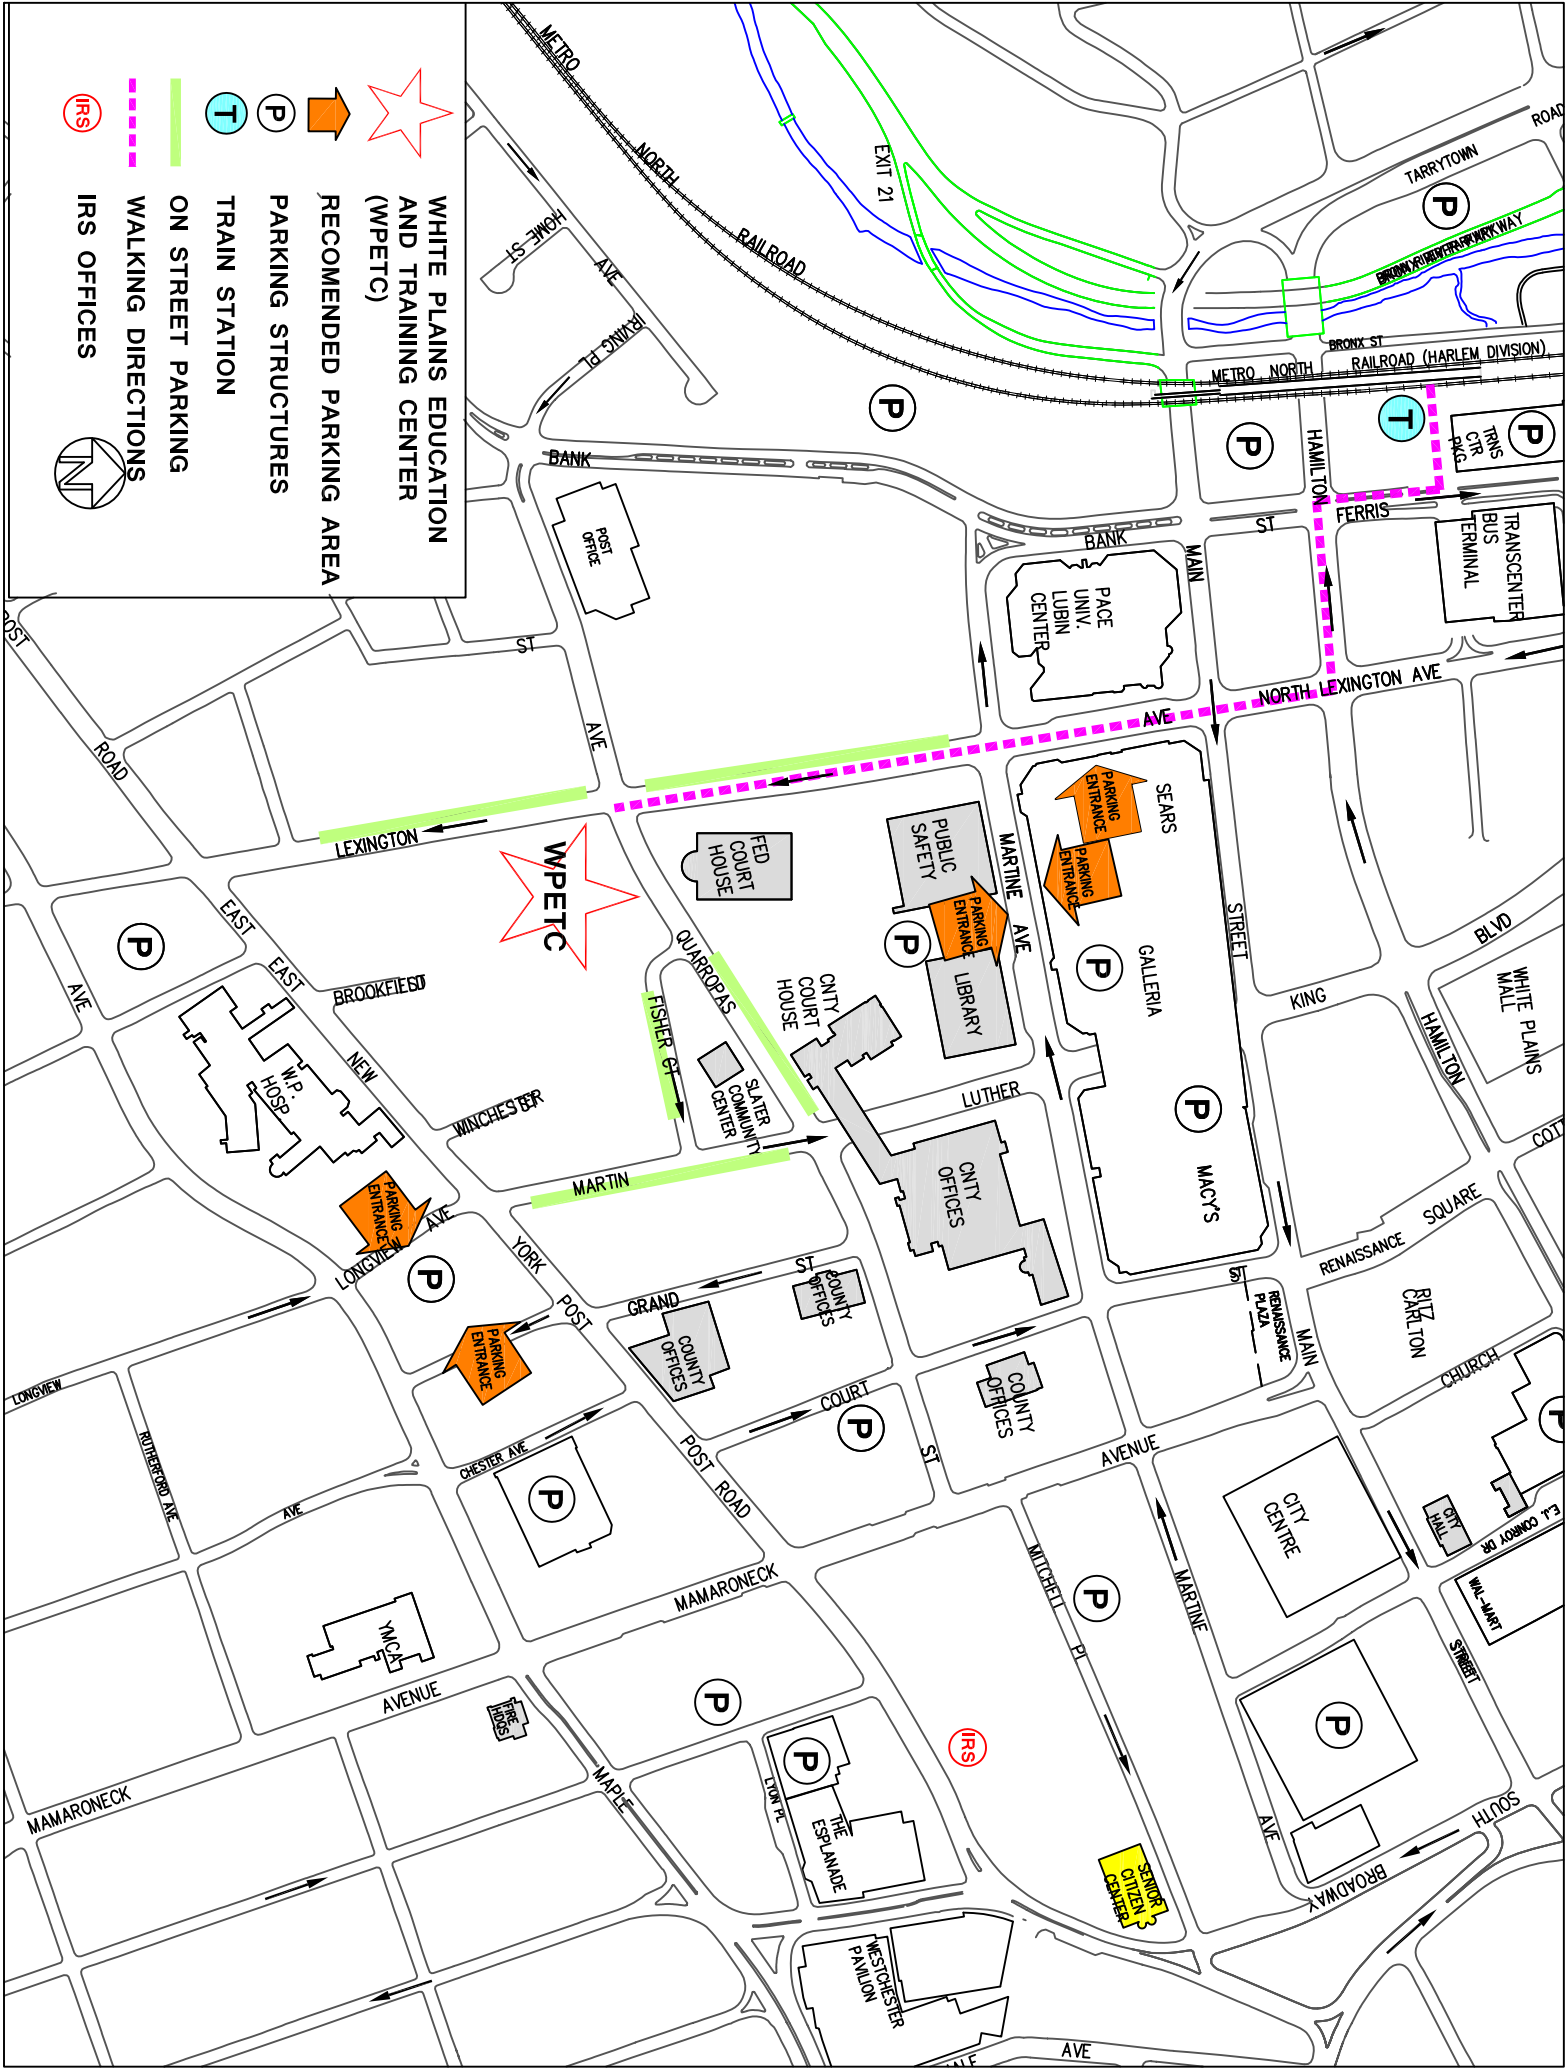 WHITE PLAINS EDUCATION
AND TRAINING CENTER
(WPETC)
RECOMENDED PARKING AREA
P
PARKING STRUCTURES
T
TRAIN STATION
ON STREET PARKING
WALKING DIRECTIONS
IRS
IRS OFFICES
N
ROAD
TARRYTOWN
P
BRONX ST
RAILROAD (HARLEM DIVISION)
METRO NORTH
METRO
NORTH
RAILROAD
EXIT 21
HOME ST
AVE
IRVING PL
P
P
T
P
TRNS
CTR
PKG
HAMILTON
FERRIS
ST
TRANSCENTER
BUS
TERMINAL
BANK
BANK
MAIN
POST
OFFICE
PACE
UNIV.
LUBIN
CENTER
NORTH LEXINGTON AVE
AVE
ST
AVE
POST
ROAD
LEXINGTON
WPETC
FED
COURT
HOUSE
PUBLIC
SAFETY
MARTINE
AVE
SEARS
PARKING
ENTRANCE
PARKING
ENTRANCE
PARKING
ENTRANCE
P
LIBRARY
P
GALLERIA
STREET
BLVD
WHITE PLAINS
MALL
KING
HAMILTON
P
AVE
EAST
EAST
BROOKFIELD
NEW
WINCHESTER
W.P.
HOSP
QUARROPAS
FISHER CT
SLATER
COMMUNITY
CENTER
CNTY
COURT
HOUSE
LUTHER
P
MACY'S
CNTY
OFFICES
MARTIN
PARKING
ENTRANCE
LONGVIEW
AVE
P
YORK
POST
PARKING
ENTRANCE
GRAND
ST
COUNTY
OFFICES
COUNTY
OFFICES
COUNTY
OFFICES
ST
RENAISSANCE
PLAZA
MAIN
RENAISSANCE
SQUARE
RITZ
CARLTON
CHURCH
P
LONGVIEW
RUTHERFORD AVE
AVE
CHESTER AVE
P
POST ROAD
COURT
P
ST
AVENUE
CITY
CENTRE
CITY
HALL
E.J. CONROY DR
WAL-MART
STREET
MAMARONECK
MITCHELL
PL
P
MARTINE
YMCA
AVENUE
FIRE
HDQS
P
P
IRS
P
MAMARONECK
MAPLE
LYON PL
THE
ESPLANADE
AVE
SOUTH
BROADWAY
SENIOR
CITIZEN
CENTER
WESTCHESTER
PAVILION
AVE